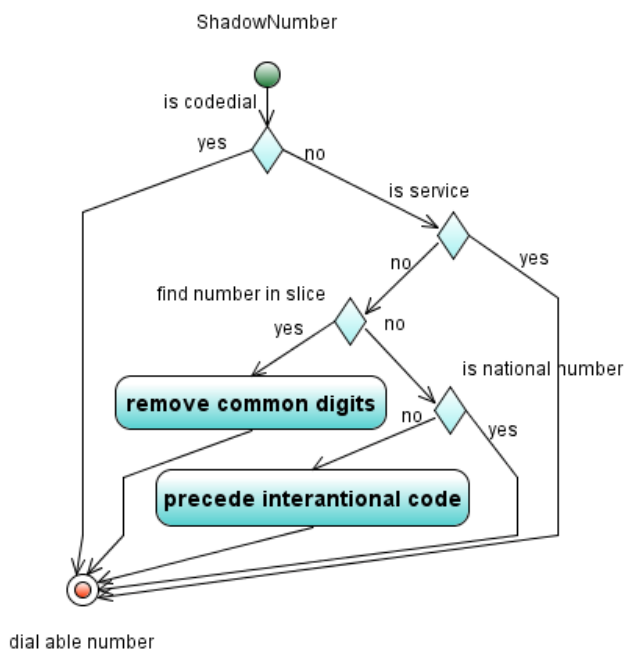 ShadowNumber
is codedial
yes
no
is service
no
yes
find number in slice
yes
no
is national number
remove common digits
no
yes
precede interantional code
dial able number